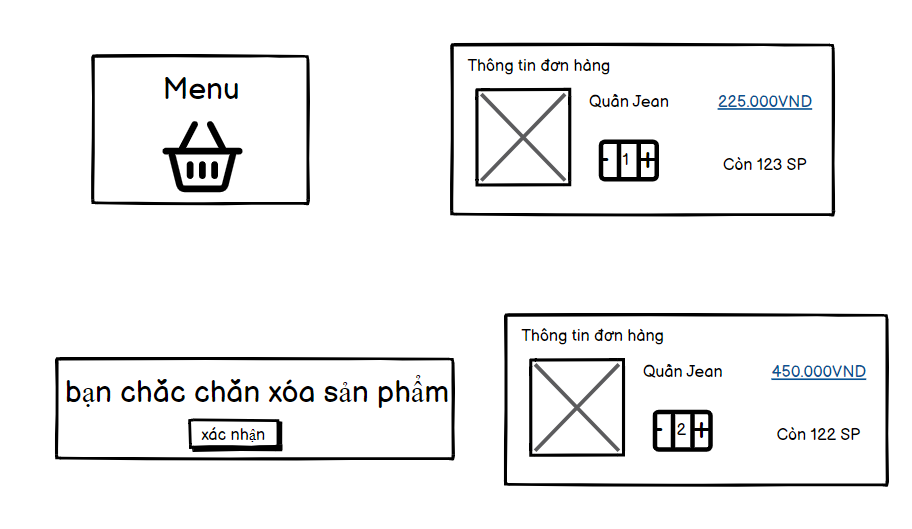 Menu
Thông tin đơn hàng
Quần Jean
225.000VND
- 1 +
Còn 123 SP
bạn chắc chắn xóa sản phẩm
xác nhận
Thông tin đơn hàng
Quần Jean
450.000VND
- 2 +
Còn 122 SP